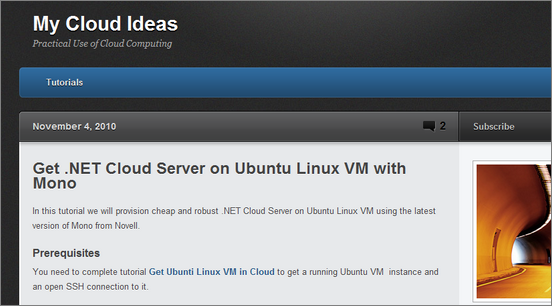 My Cloud Ideas
Practical Use of Cloud Computing
Tutorials
November 4, 2010
2
Subscribe
Get .NET Cloud Server on Ubuntu Linux VM with
Mono
In this tutorial we will provision cheap and robust .NET Cloud Server on Ubuntu Linux VM using the latest
version of Mono from Novell.
Prerequisites
You need to complete tutorial Get Ubunti Linux VM in Cloud to get a running Ubuntu VM instance and
an open SSH connection to it.